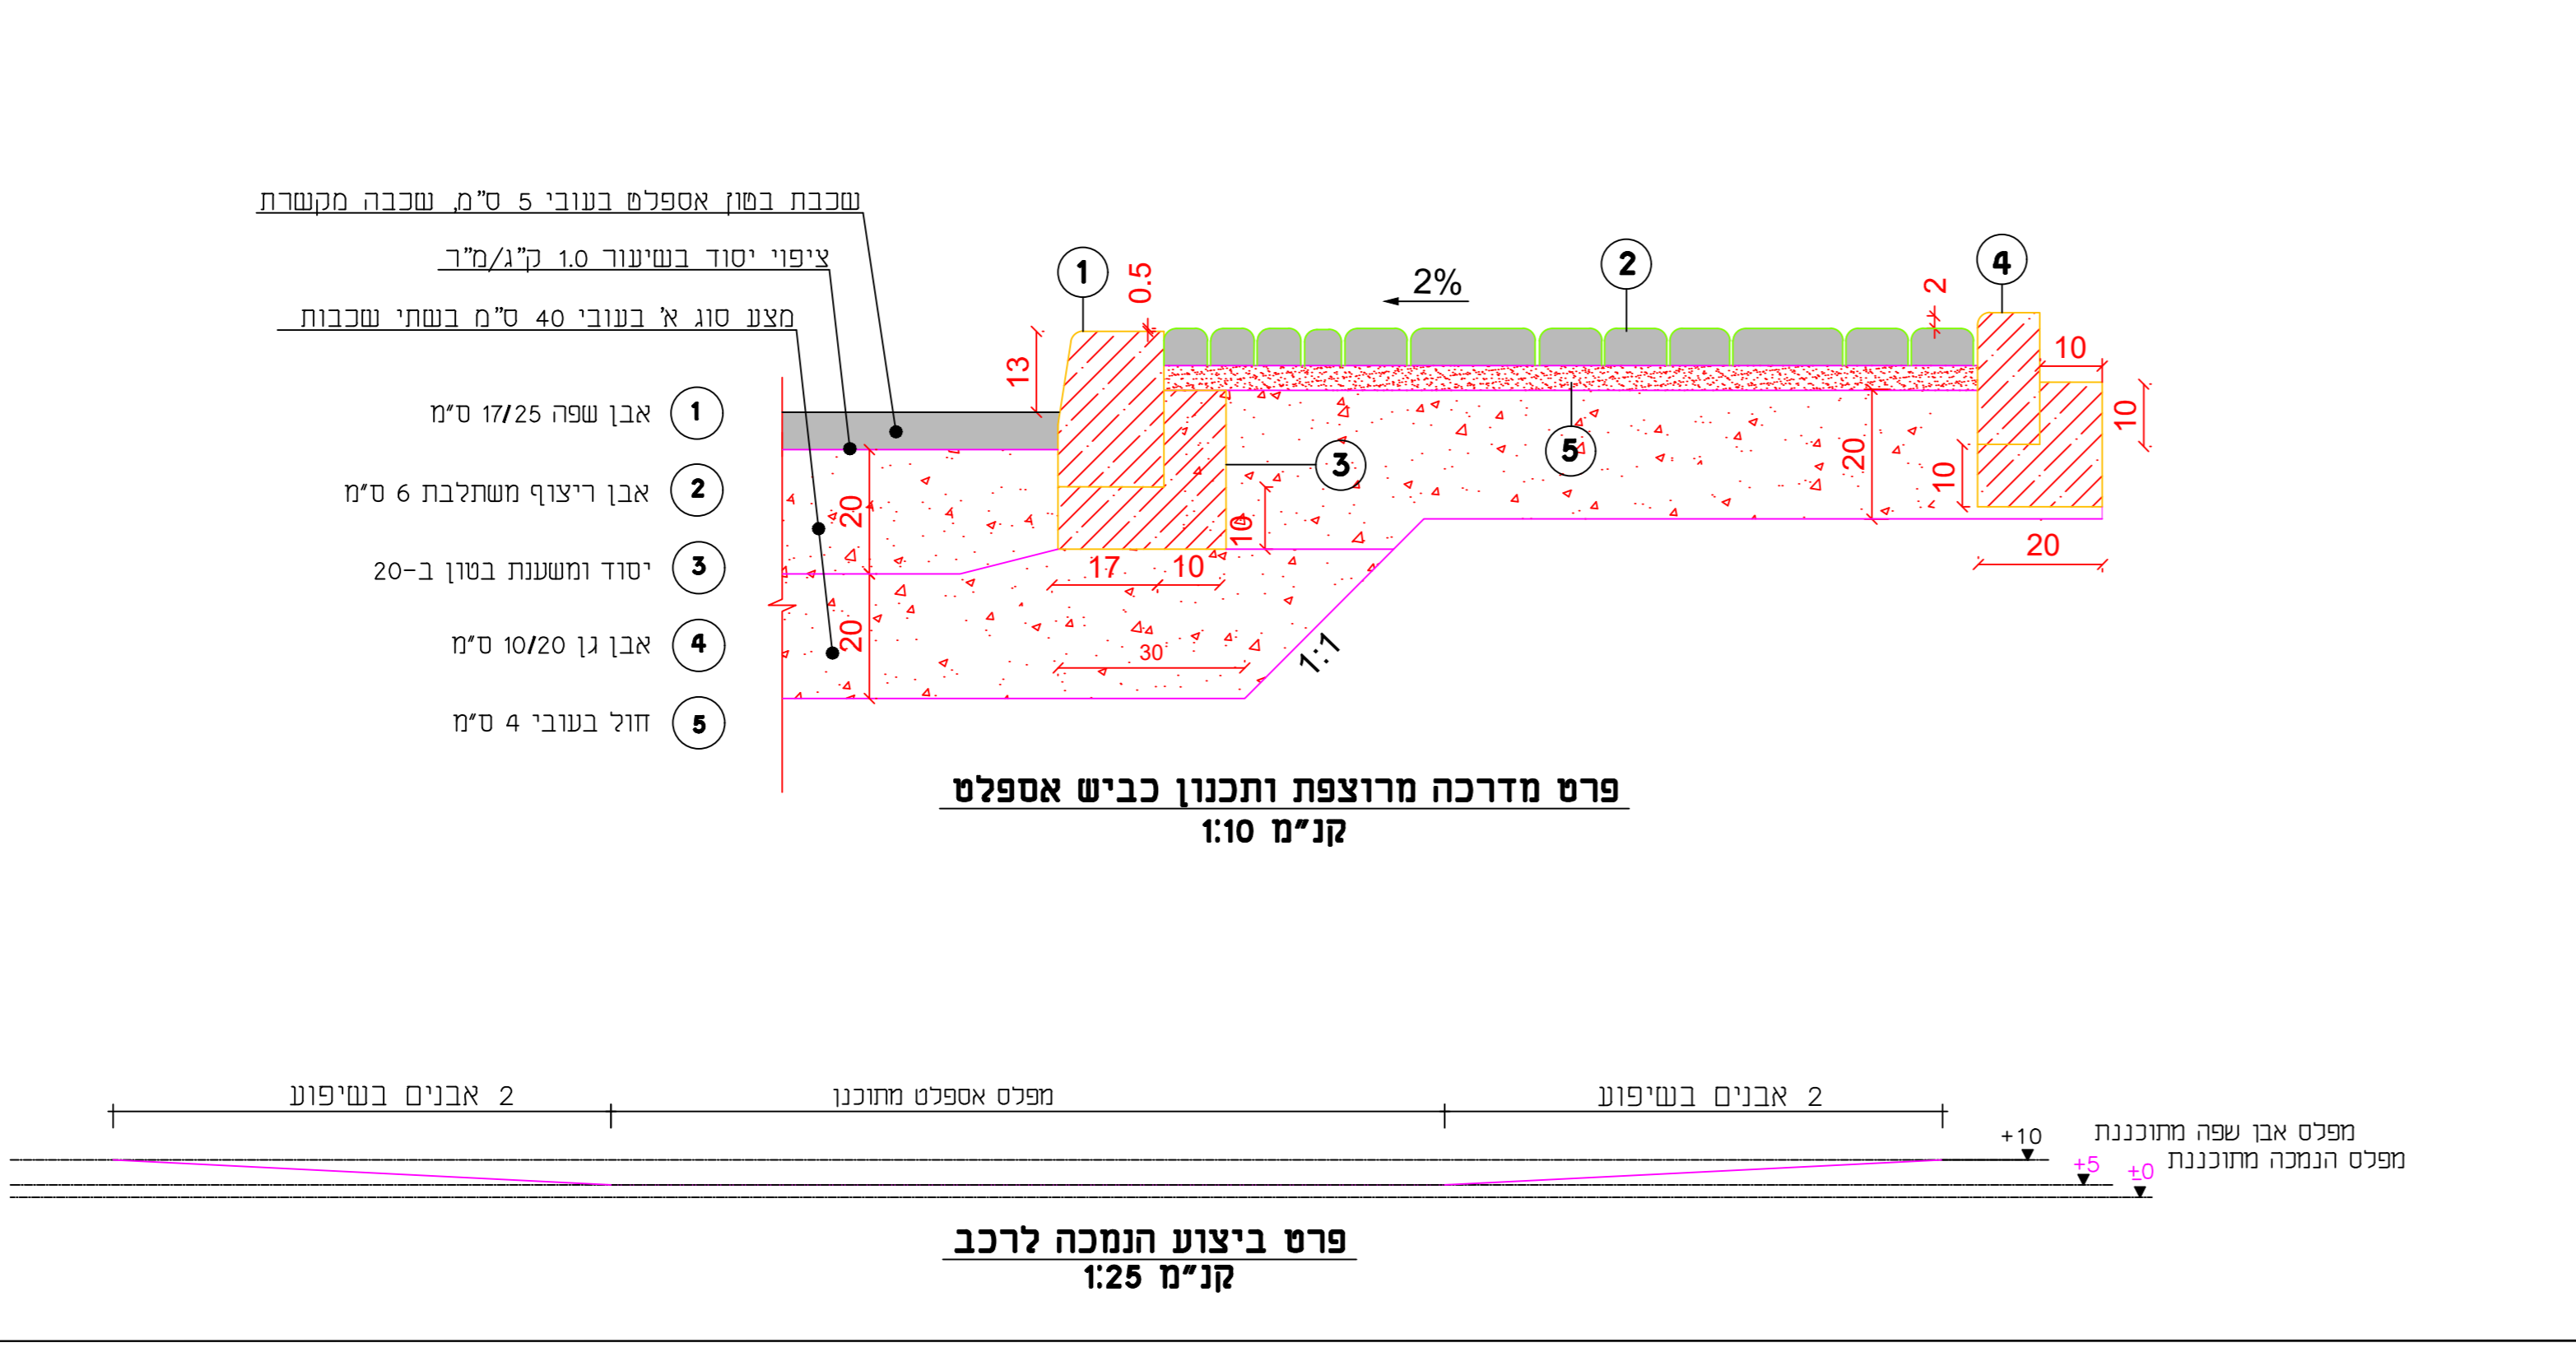 שכבת בטון אספלט בעובי 5 ס"מ, שכבה מקשרת
ציפוי יסוד בשיעור 1.0 ק"ג/מ"ר
מצע סוג א' בעובי 40 ס"מ בשתי שכבות
1 אבן שפה 17/25 ס"מ
2 אבן ריצוף משתלבת 6 ס"מ
3 יסוד ומשענת בטון ב-20
4 אבן גן 10/20 ס"מ
5 חול בעובי 4 ס"מ
1
0.5
2%
2
2
4
13
10
10
3
5
20
10
20
10
20
17
10
20
30
1:1
פרט מדרכה מרוצפת ותכנון כביש אספלט
קנ"מ 1:10
2 אבנים בשיפוע
מפלס אספלט מתוכנן
2 אבנים בשיפוע
+10
מפלס אבן שפה מתוכננת
+5
±0
מפלס הנמכה מתוכננת
פרט ביצוע הנמכה לרכב
קנ"מ 1:25